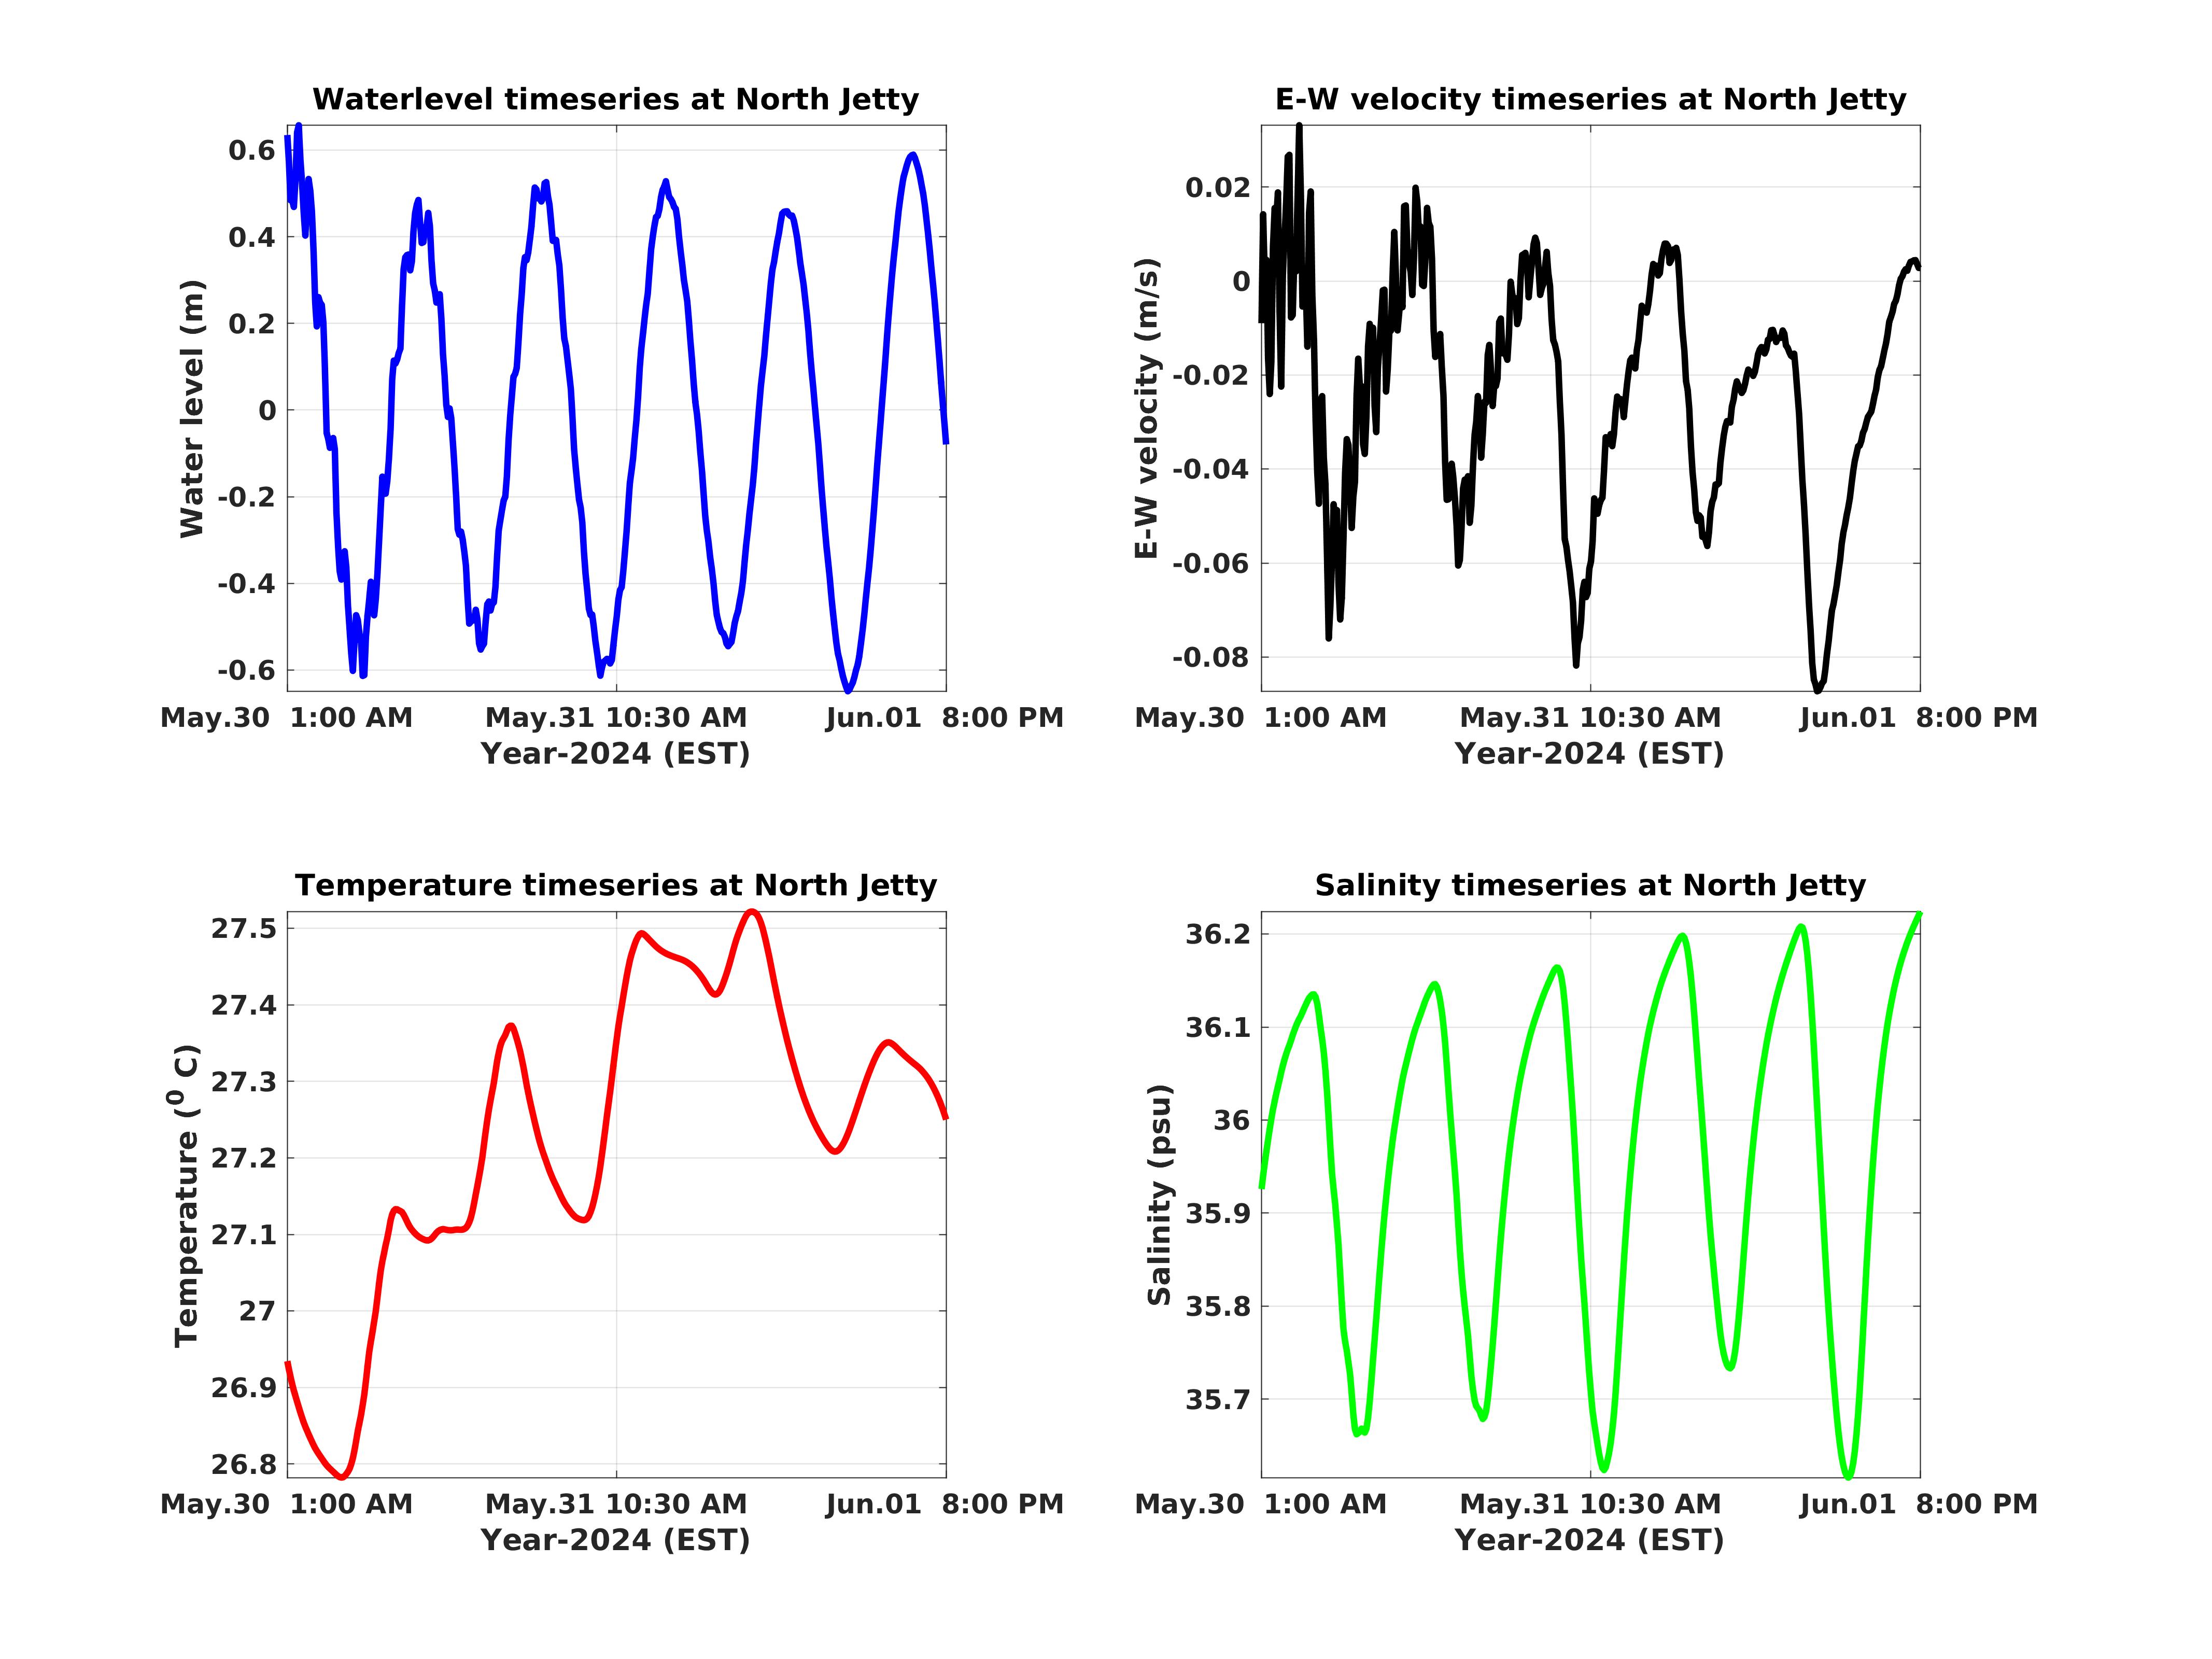 Waterlevel timeseries at North Jetty
Water level (m)
0.6
0.4
0.2
0
-0.2
-0.4
-0.6
May.30 1:00 AM
May.31 10:30 AM
Jun.01 8:00 PM
Year-2024 (EST)
E-W velocity timeseries at North Jetty
E-W velocity (m/s)
0.02
0
-0.02
-0.04
-0.06
-0.08
May.30 1:00 AM
May.31 10:30 AM
Jun.01 8:00 PM
Year-2024 (EST)
Temperature timeseries at North Jetty
Temperature (⁰ C)
27.5
27.4
27.3
27.2
27.1
27
26.9
26.8
May.30 1:00 AM
May.31 10:30 AM
Jun.01 8:00 PM
Year-2024 (EST)
Salinity timeseries at North Jetty
Salinity (psu)
36.2
36.1
36
35.9
35.8
35.7
May.30 1:00 AM
May.31 10:30 AM
Jun.01 8:00 PM
Year-2024 (EST)